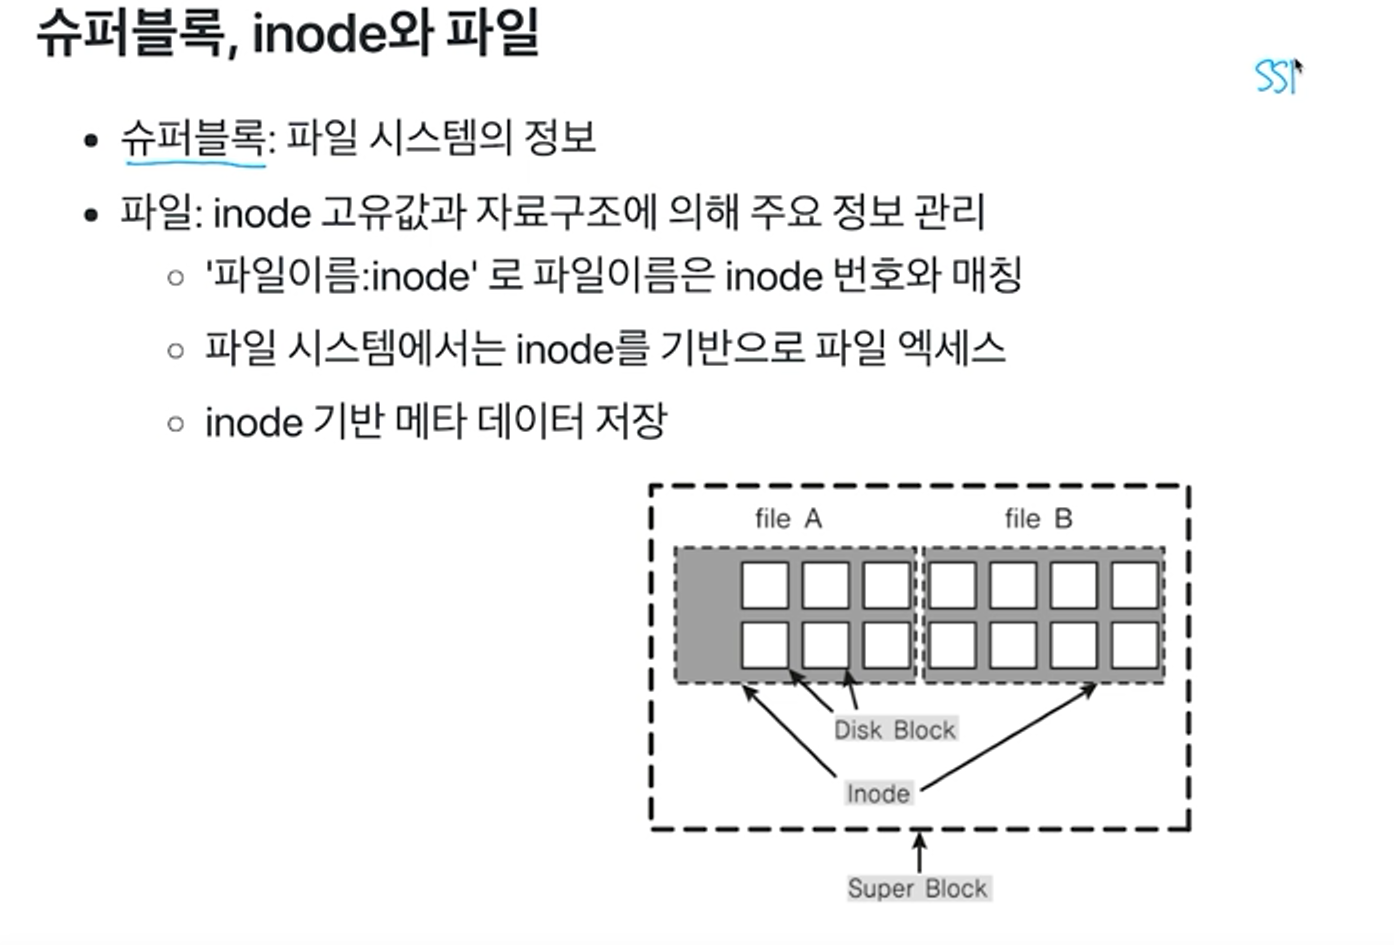 슈퍼블록, inode와 파일
SSI
• 슈퍼블록: 파일 시스템의 정보
• 파일: inode 고유값과 자료구조에 의해 주요 정보 관리
○ '파일이름:inode' 로 파일이름은 inode 번호와 매칭
○ 파일 시스템에서는 inode를 기반으로 파일 엑세스
○ inode 기반 메타 데이터 저장
file A file B
Disk Block
Inode
Super Block